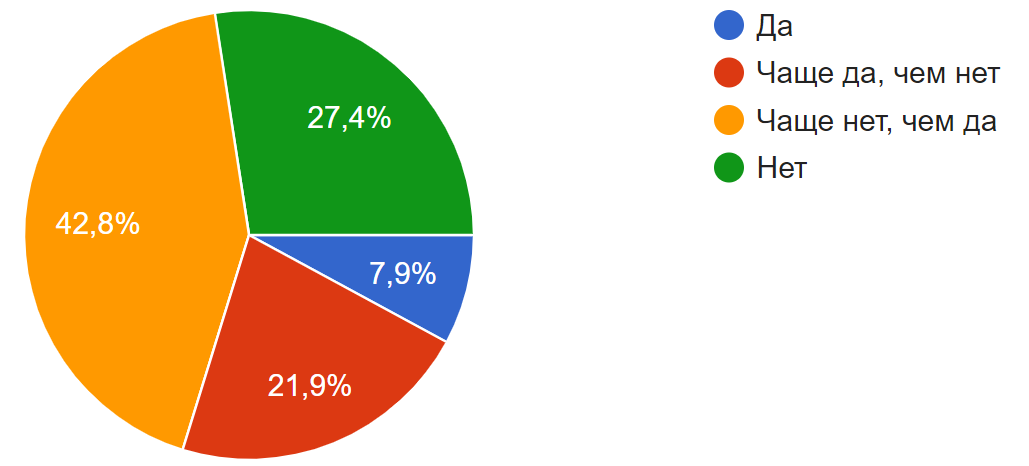 27,4%
42,8%
7,9%
21,9%
Да
Чаще да, чем нет
Чаще нет, чем да
Нет